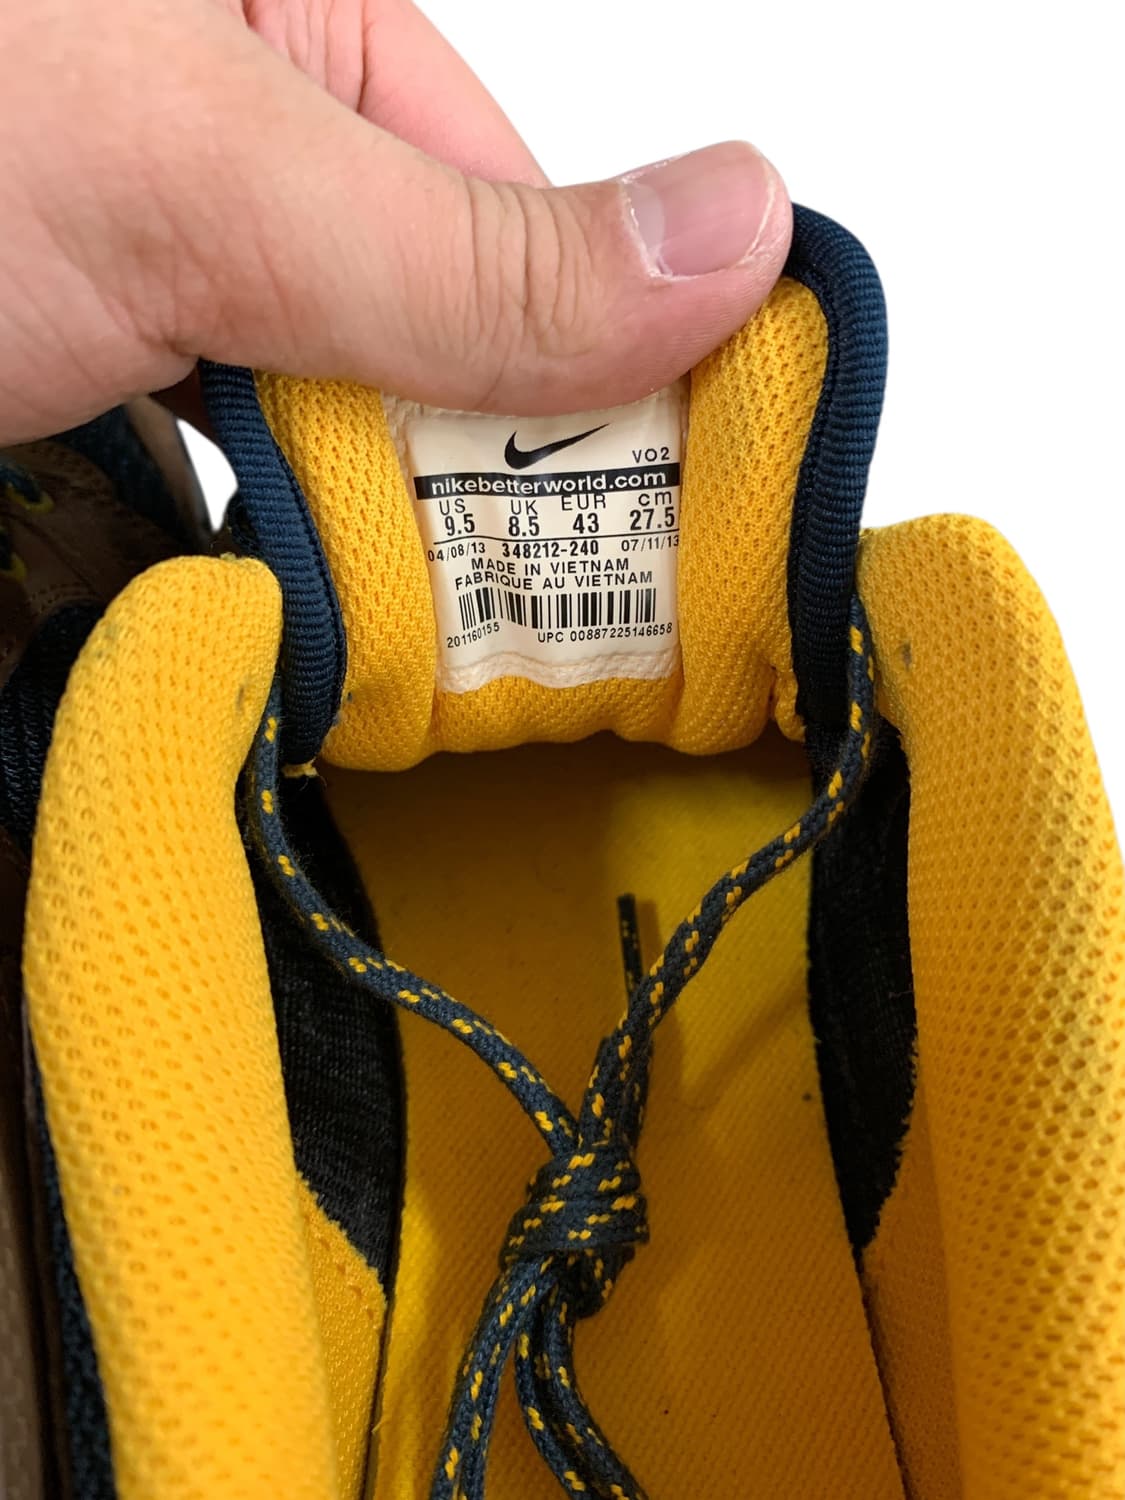 VO2
nikebetterworld.com
US UK EUR cm
9.5 8.5 43 27.5
04/08/13 348212-240 07/11/13
MADE IN VIETNAM
FABRIQUE AU VIETNAM
201160155 UPC 00887225146658